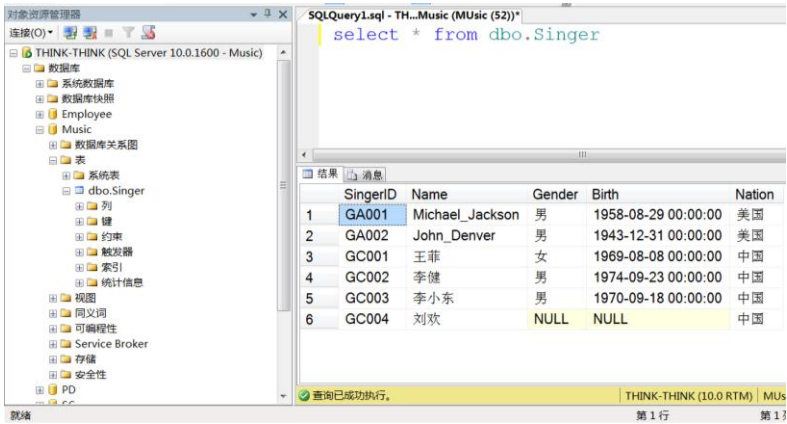 对象资源管理器
连接(O)
THINK-THINK (SQL Server 10.0.1600 - Music)
数据库
系统数据库
数据库快照
Employee
Music
数据库关系图
表
系统表
dbo.Singer
列
键
约束
触发器
索引
统计信息
视图
同义词
可编程性
Service Broker
存储
安全性
PD
SQLQuery1.sql - TH...Music (MUsic (52))*
select * from dbo.Singer
结果 消息
SingerID Name Gender Birth Nation
1 GA001 Michael_Jackson 男 1958-08-29 00:00:00 美国
2 GA002 John_Denver 男 1943-12-31 00:00:00 美国
3 GC001 王菲 女 1969-08-08 00:00:00 中国
4 GC002 李健 男 1974-09-23 00:00:00 中国
5 GC003 李小东 男 1970-09-18 00:00:00 中国
6 GC004 刘欢 NULL NULL 中国
查询已成功执行。 THINK-THINK (10.0 RTM) MUs
就绪 第 1 行 第 1